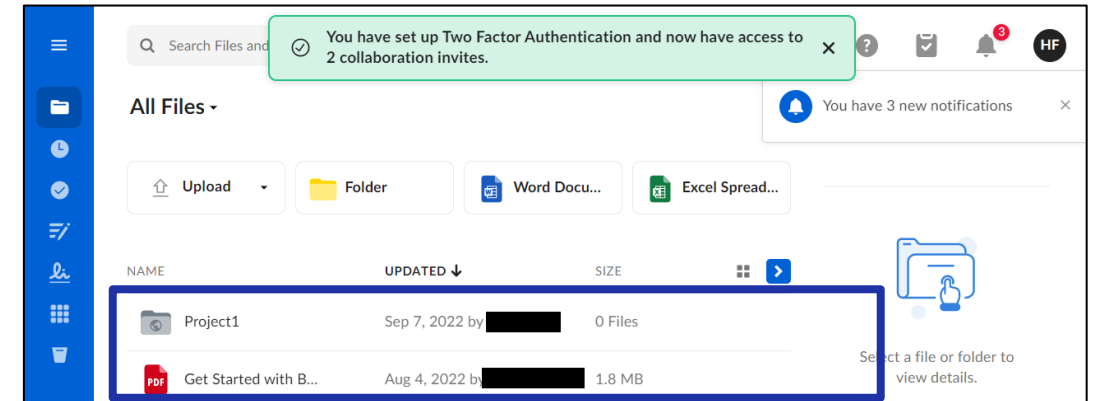 You have set up Two Factor Authentication and now have access to
2 collaboration invites.
Search Files and
3
HF
All Files
You have 3 new notifications
Upload
Folder
Word Docu...
Excel Spread...
NAME
UPDATED
SIZE
Project1
Sep 7, 2022 by
0 Files
PDF
Get Started with B...
Aug 4, 2022 by
1.8 MB
Select a file or folder to
view details.